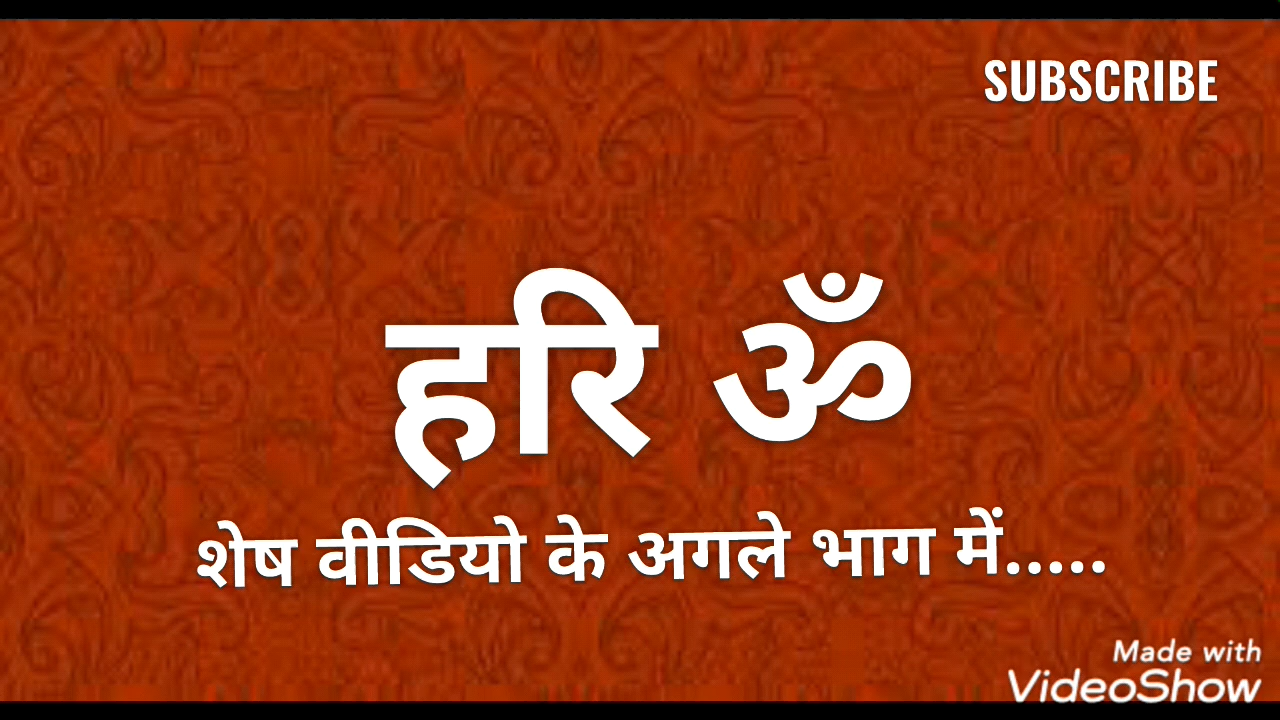 SUBSCRIBE
हरि ॐ
शेष वीडियो के अगले भाग में.....
Made with
VideoShow